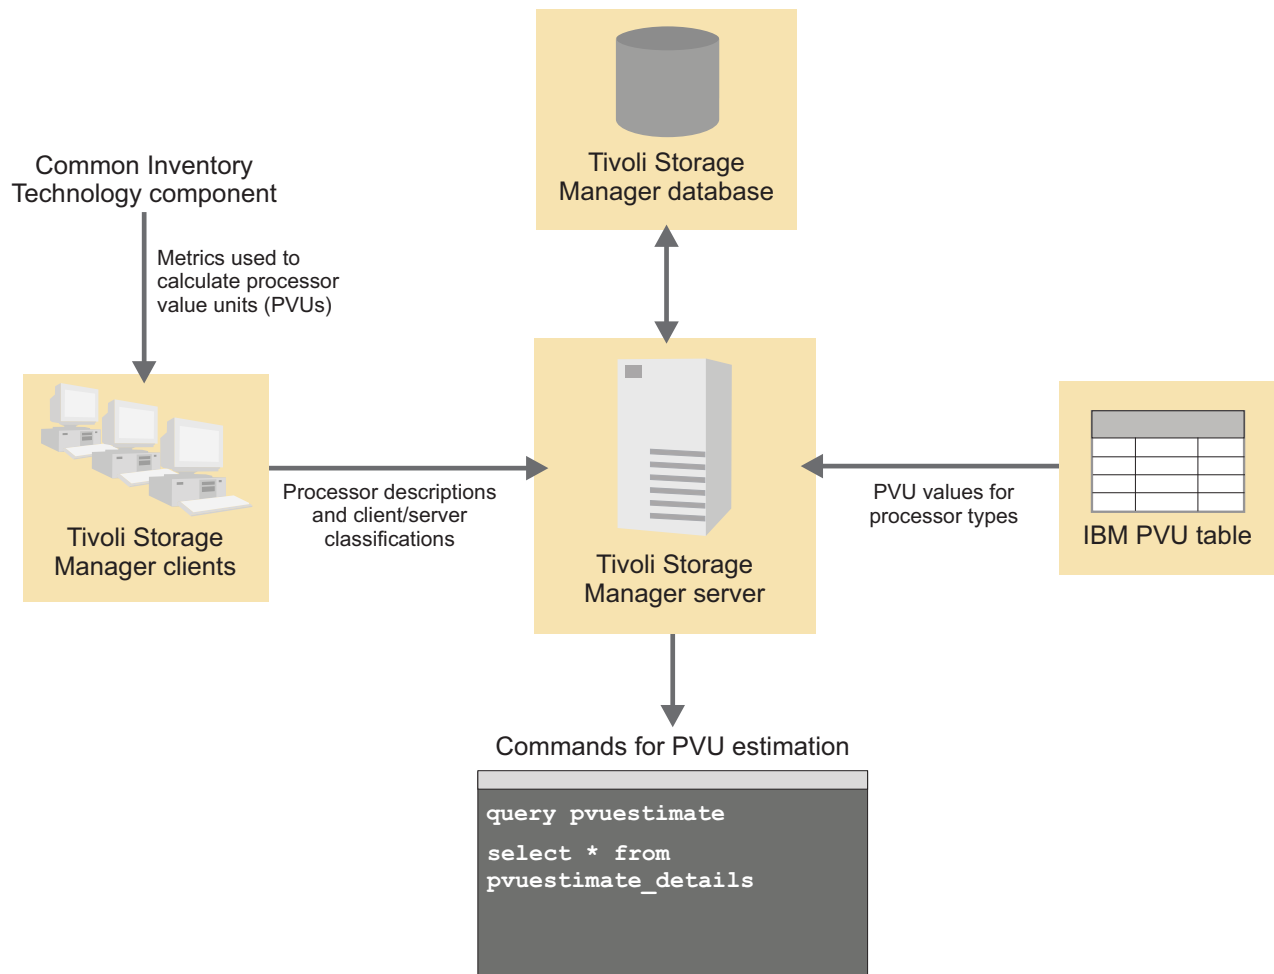 Tivoli Storage
Manager database
Common Inventory
Technology component
Metrics used to
calculate processor
value units (PVUs)
Tivoli Storage
Manager clients
Processor descriptions
and client/server
classifications
Tivoli Storage
Manager server
PVU values for
processor types
IBM PVU table
Commands for PVU estimation
query pvuestimate
select * from
pvuestimate_details